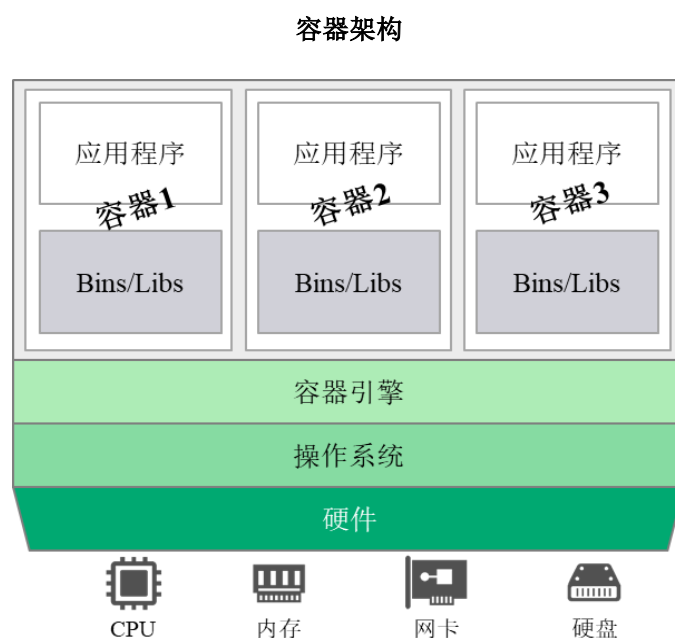 容器架构
应用程序 应用程序 应用程序
容器1 容器2 容器3
Bins/Libs Bins/Libs Bins/Libs
容器引擎
操作系统
硬件
CPU 内存 网卡 硬盘